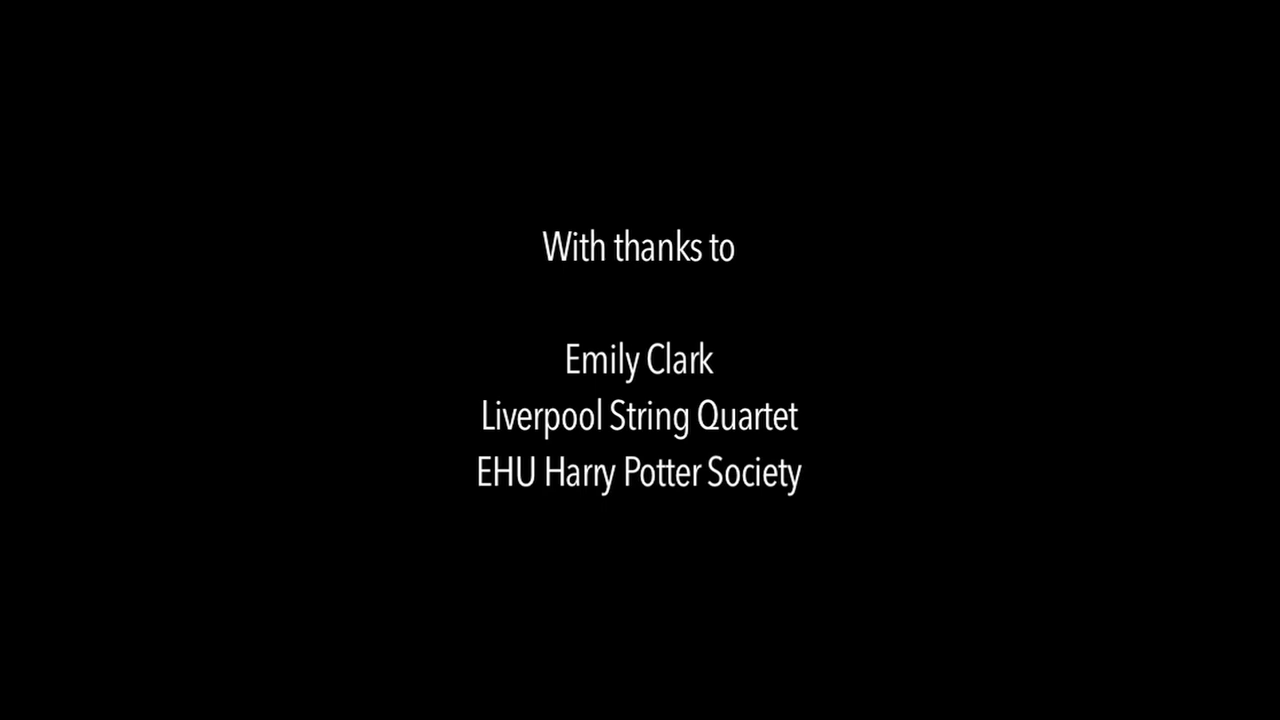 With thanks to
Emily Clark
Liverpool String Quartet
EHU Harry Potter Society